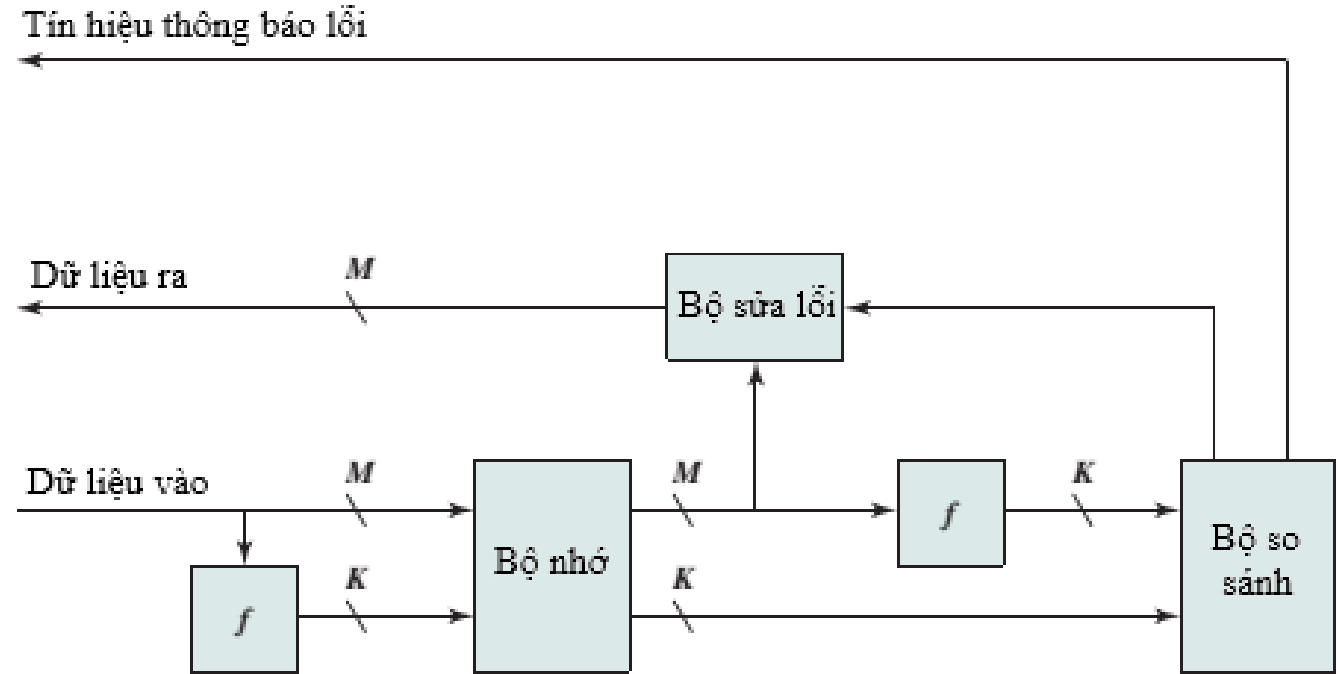 Tín hiệu thông báo lỗi
Dữ liệu ra
M
Bộ sửa lỗi
Dữ liệu vào
M
M
K
f
Bộ nhớ
Bộ so
sánh
K
K
f